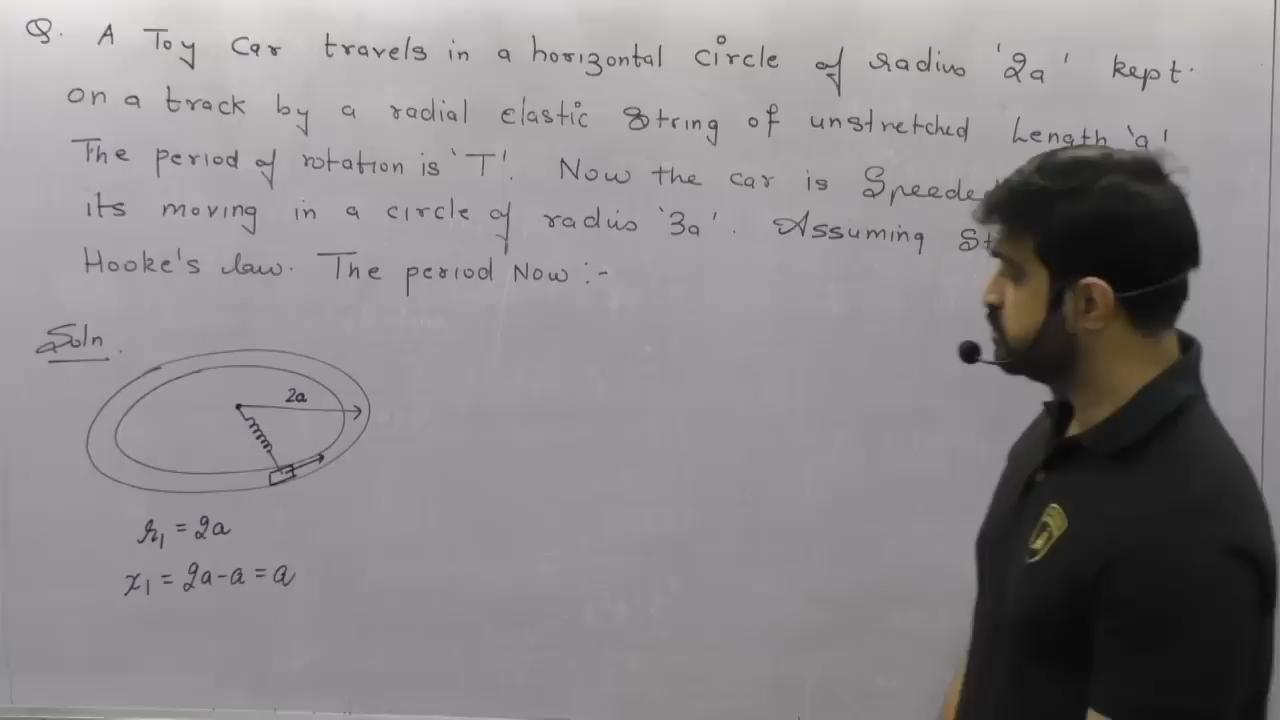 Q. A Toy Car travels in a horizontal circle of radius '2a' kept.
on a track by a radial elastic string of unstretched Length 'a'
The period of rotation is 'T'. Now the car is Speeded
its moving in a circle of radius '3a'. Assuming
Hooke's law. The period Now :-
Soln.
2a
r₁ = 2a
x₁ = 2a-a = a